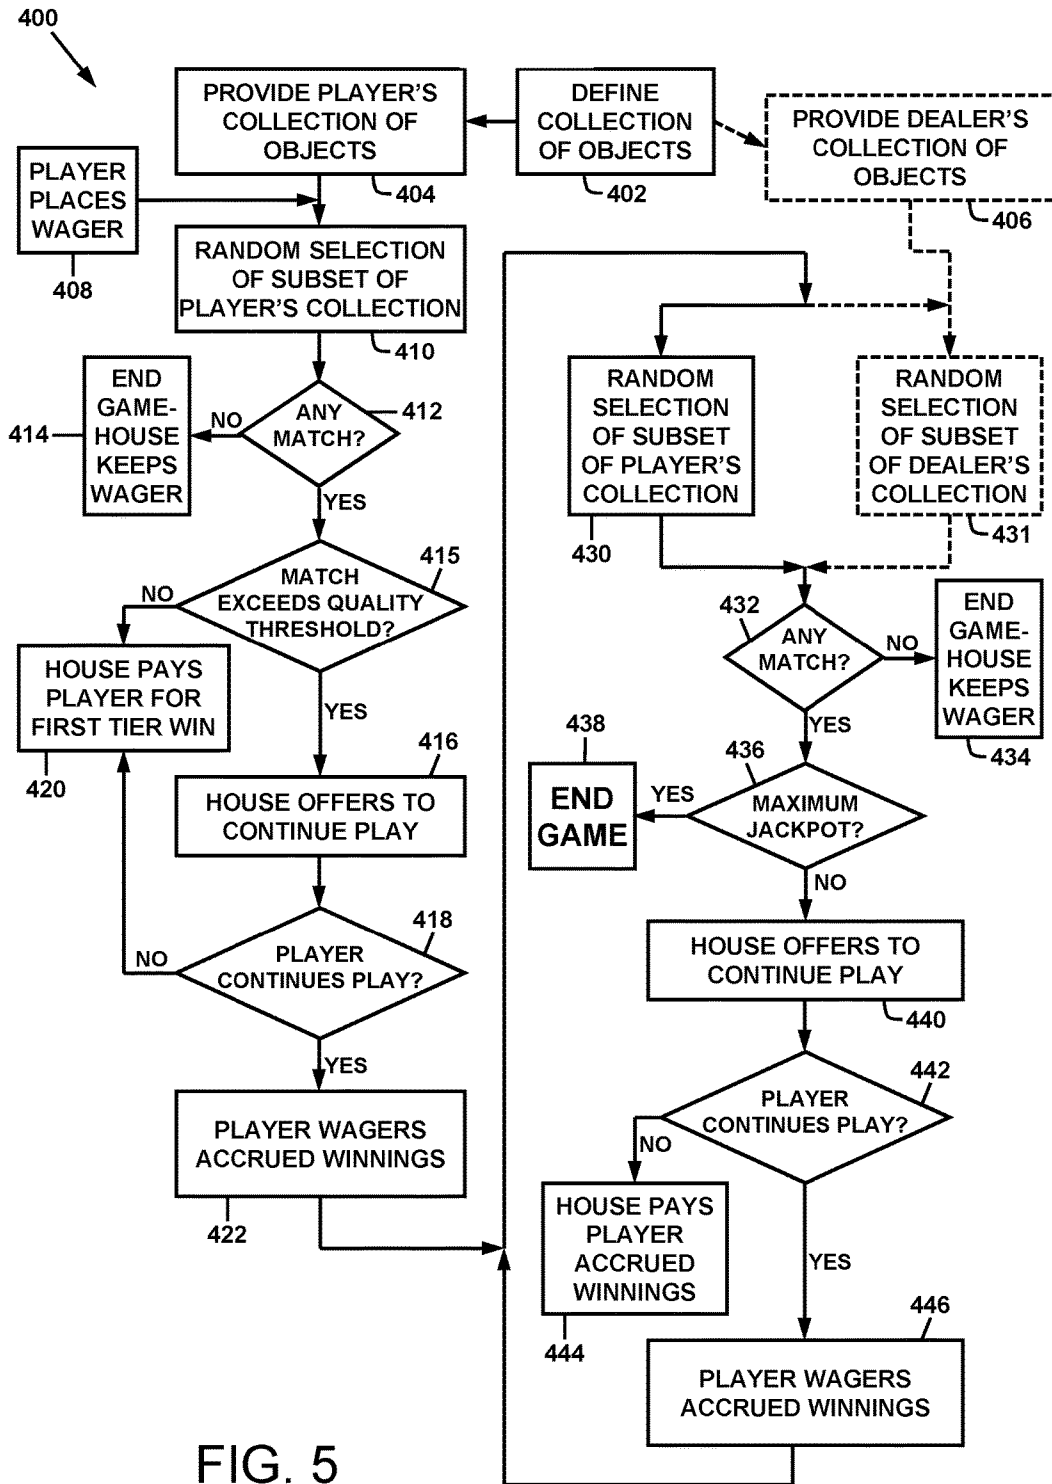 400
PROVIDE PLAYER'S
COLLECTION OF
OBJECTS
404
DEFINE
COLLECTION
OF OBJECTS
402
PROVIDE DEALER'S
COLLECTION OF
OBJECTS
406
PLAYER
PLACES
WAGER
408
RANDOM SELECTION
OF SUBSET OF
PLAYER'S COLLECTION
410
ANY
MATCH?
412
NO
END
GAME-
HOUSE
KEEPS
WAGER
414
YES
MATCH
EXCEEDS QUALITY
THRESHOLD?
415
NO
HOUSE PAYS
PLAYER FOR
FIRST TIER WIN
420
YES
HOUSE OFFERS TO
CONTINUE PLAY
416
PLAYER
CONTINUES PLAY?
418
NO
YES
PLAYER WAGERS
ACCRUED WINNINGS
422
RANDOM
SELECTION
OF SUBSET
OF PLAYER'S
COLLECTION
430
RANDOM
SELECTION
OF SUBSET
OF DEALER'S
COLLECTION
431
432
ANY
MATCH?
NO
END
GAME-
HOUSE
KEEPS
WAGER
434
YES
436
MAXIMUM
JACKPOT?
YES
438
END
GAME
NO
HOUSE OFFERS TO
CONTINUE PLAY
440
442
PLAYER
CONTINUES PLAY?
NO
HOUSE PAYS
PLAYER
ACCRUED
WINNINGS
444
YES
446
PLAYER WAGERS
ACCRUED WINNINGS
FIG. 5